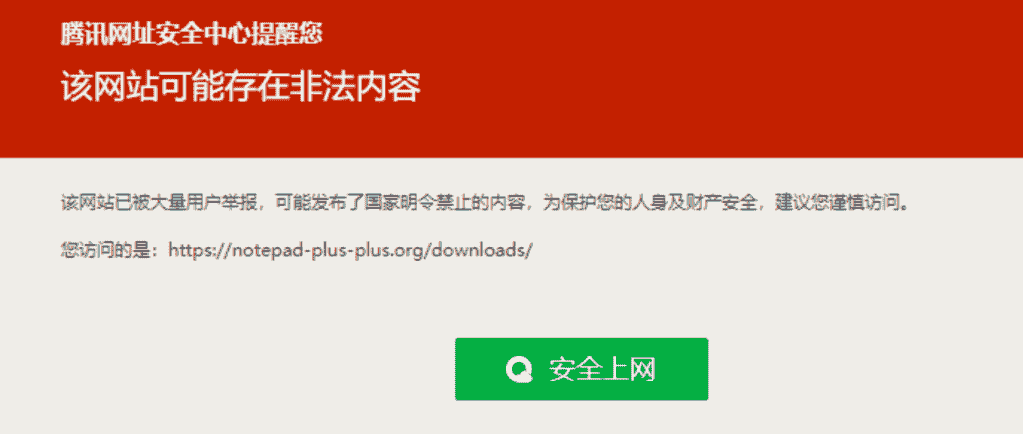 腾讯网址安全中心提醒您
该网站可能存在非法内容
该网站已被大量用户举报，可能发布了国家明令禁止的内容，为保护您的人身及财产安全，建议您谨慎访问。
您访问的是：https://notepad-plus-plus.org/downloads/
安全上网